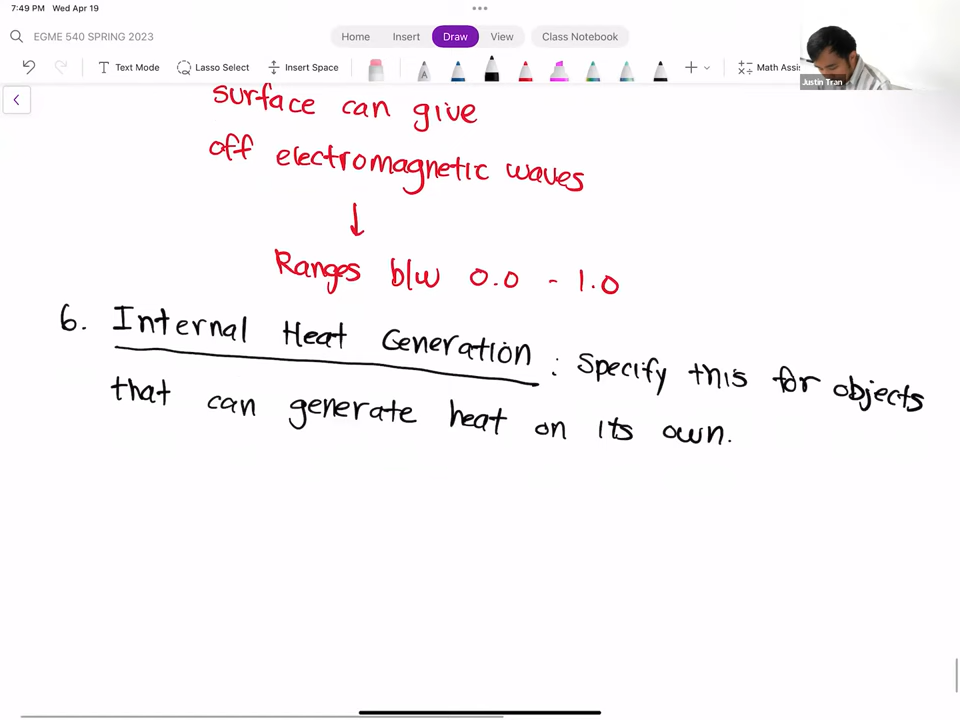 7:49 PM Wed Apr 19
EGME 540 SPRING 2023
Home Insert Draw View Class Notebook
Text Mode Lasso Select Insert Space Math Assis
Justin Tran
surface can give
off electromagnetic waves
Ranges b/w 0.0 - 1.0
6. Internal Heat Generation : Specify this for objects
that can generate heat on its own.